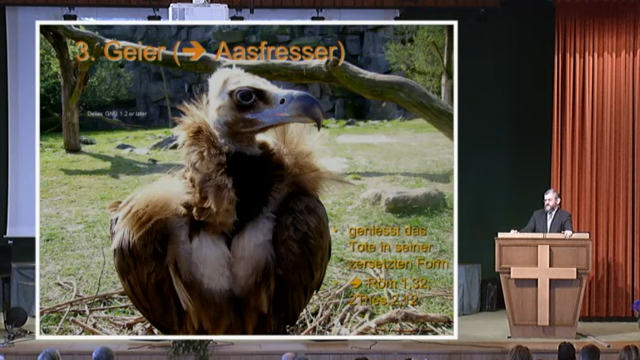 3. Geier (➔ Aasfresser)
• geniesst das
Tote in seiner
zersetzten Form
• ➔ Röm 1,32;
2Thes 2,12